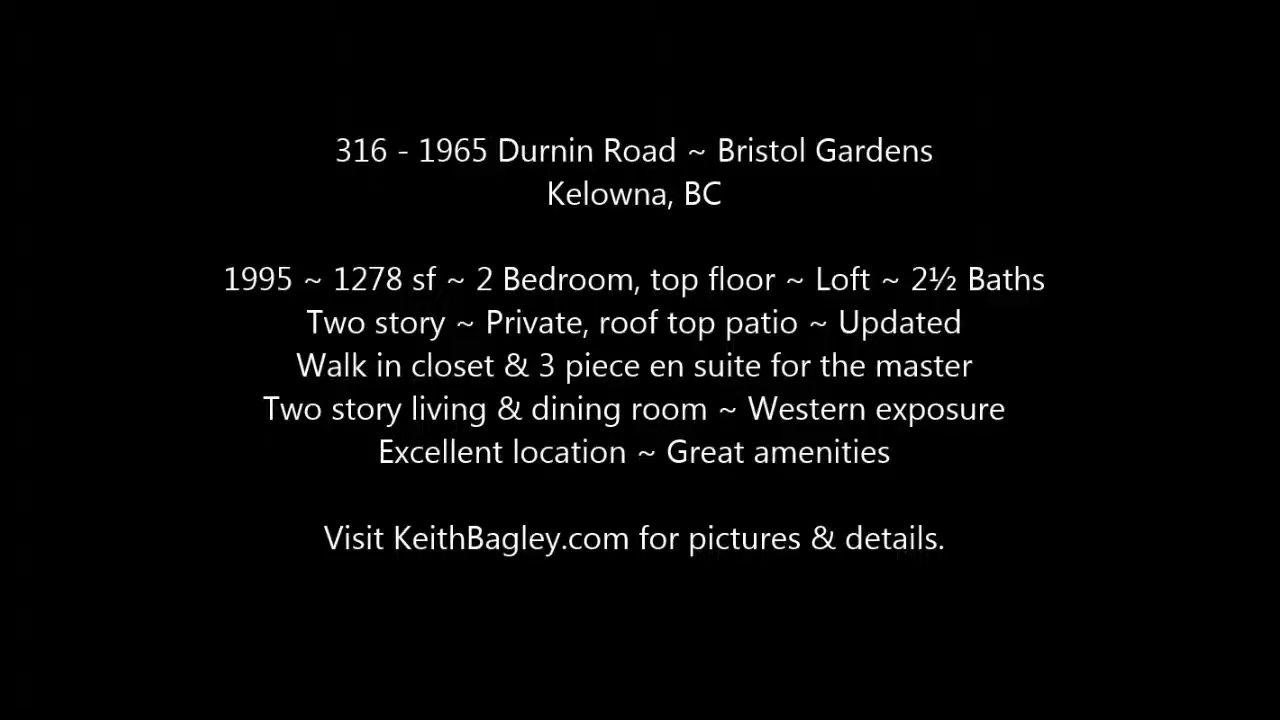 316 - 1965 Durnin Road ~ Bristol Gardens
Kelowna, BC
1995 ~ 1278 sf ~ 2 Bedroom, top floor ~ Loft ~ 2½ Baths
Two story ~ Private, roof top patio ~ Updated
Walk in closet & 3 piece en suite for the master
Two story living & dining room ~ Western exposure
Excellent location ~ Great amenities
Visit KeithBagley.com for pictures & details.